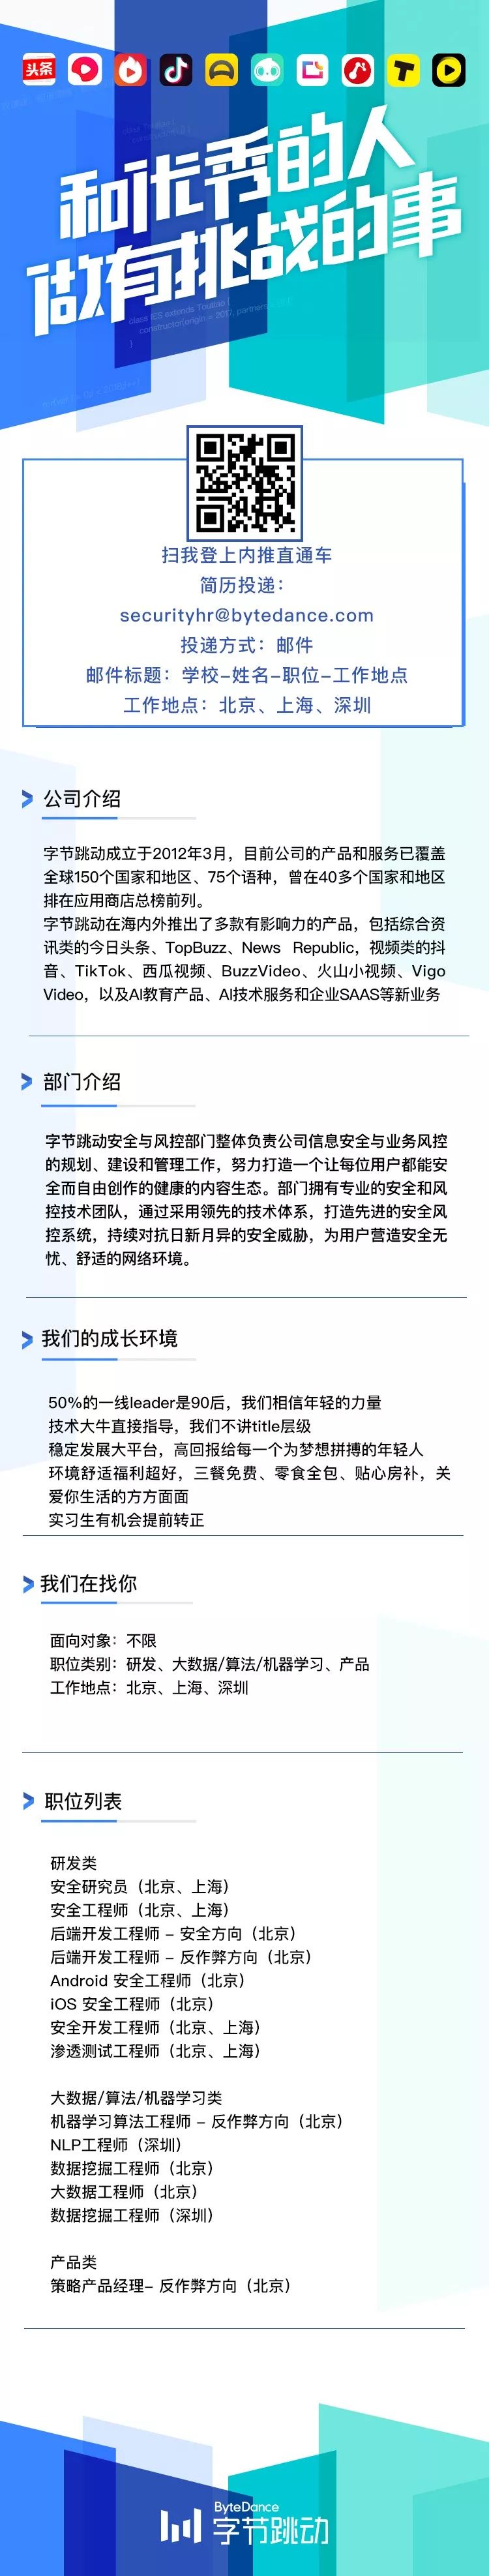 头条
和优秀的人
做有挑战的事
class IES extends Toutiao {
constructor(origin = 2017, partner
}
扫我登上内推直通车
简历投递：
securityhr@bytedance.com
投递方式：邮件
邮件标题：学校-姓名-职位-工作地点
工作地点：北京、上海、深圳
公司介绍
字节跳动成立于2012年3月，目前公司的产品和服务已覆盖
全球150个国家和地区、75个语种，曾在40多个国家和地区
排在应用商店总榜前列。
字节跳动在海内外推出了多款有影响力的产品，包括综合资
讯类的今日头条、TopBuzz、News Republic，视频类的抖
音、TikTok、西瓜视频、BuzzVideo、火山小视频、Vigo
Video，以及AI教育产品、AI技术服务和企业SAAS等新业务
部门介绍
字节跳动安全与风控部门整体负责公司信息安全与业务风控
的规划、建设和管理工作，努力打造一个让每位用户都能安
全而自由创作的健康的内容生态。部门拥有专业的安全和风
控技术团队，通过采用领先的技术体系，打造先进的安全风
控系统，持续对抗日新月异的安全威胁，为用户营造安全无
忧、舒适的网络环境。
我们的成长环境
50%的一线leader是90后，我们相信年轻的力量
技术大牛直接指导，我们不讲title层级
稳定发展大平台，高回报给每一个为梦想拼搏的年轻人
环境舒适福利超好，三餐免费、零食全包、贴心房补，关
爱你生活的方方面面
实习生有机会提前转正
我们在找你
面向对象：不限
职位类别：研发、大数据/算法/机器学习、产品
工作地点：北京、上海、深圳
职位列表
研发类
安全研究员（北京、上海）
安全工程师（北京、上海）
后端开发工程师 - 安全方向（北京）
后端开发工程师 - 反作弊方向（北京）
Android 安全工程师（北京）
iOS 安全工程师（北京）
安全开发工程师（北京、上海）
渗透测试工程师（北京、上海）
大数据/算法/机器学习类
机器学习算法工程师 - 反作弊方向（北京）
NLP工程师（深圳）
数据挖掘工程师（北京）
大数据工程师（北京）
数据挖掘工程师（深圳）
产品类
策略产品经理- 反作弊方向（北京）
ByteDance
字节跳动